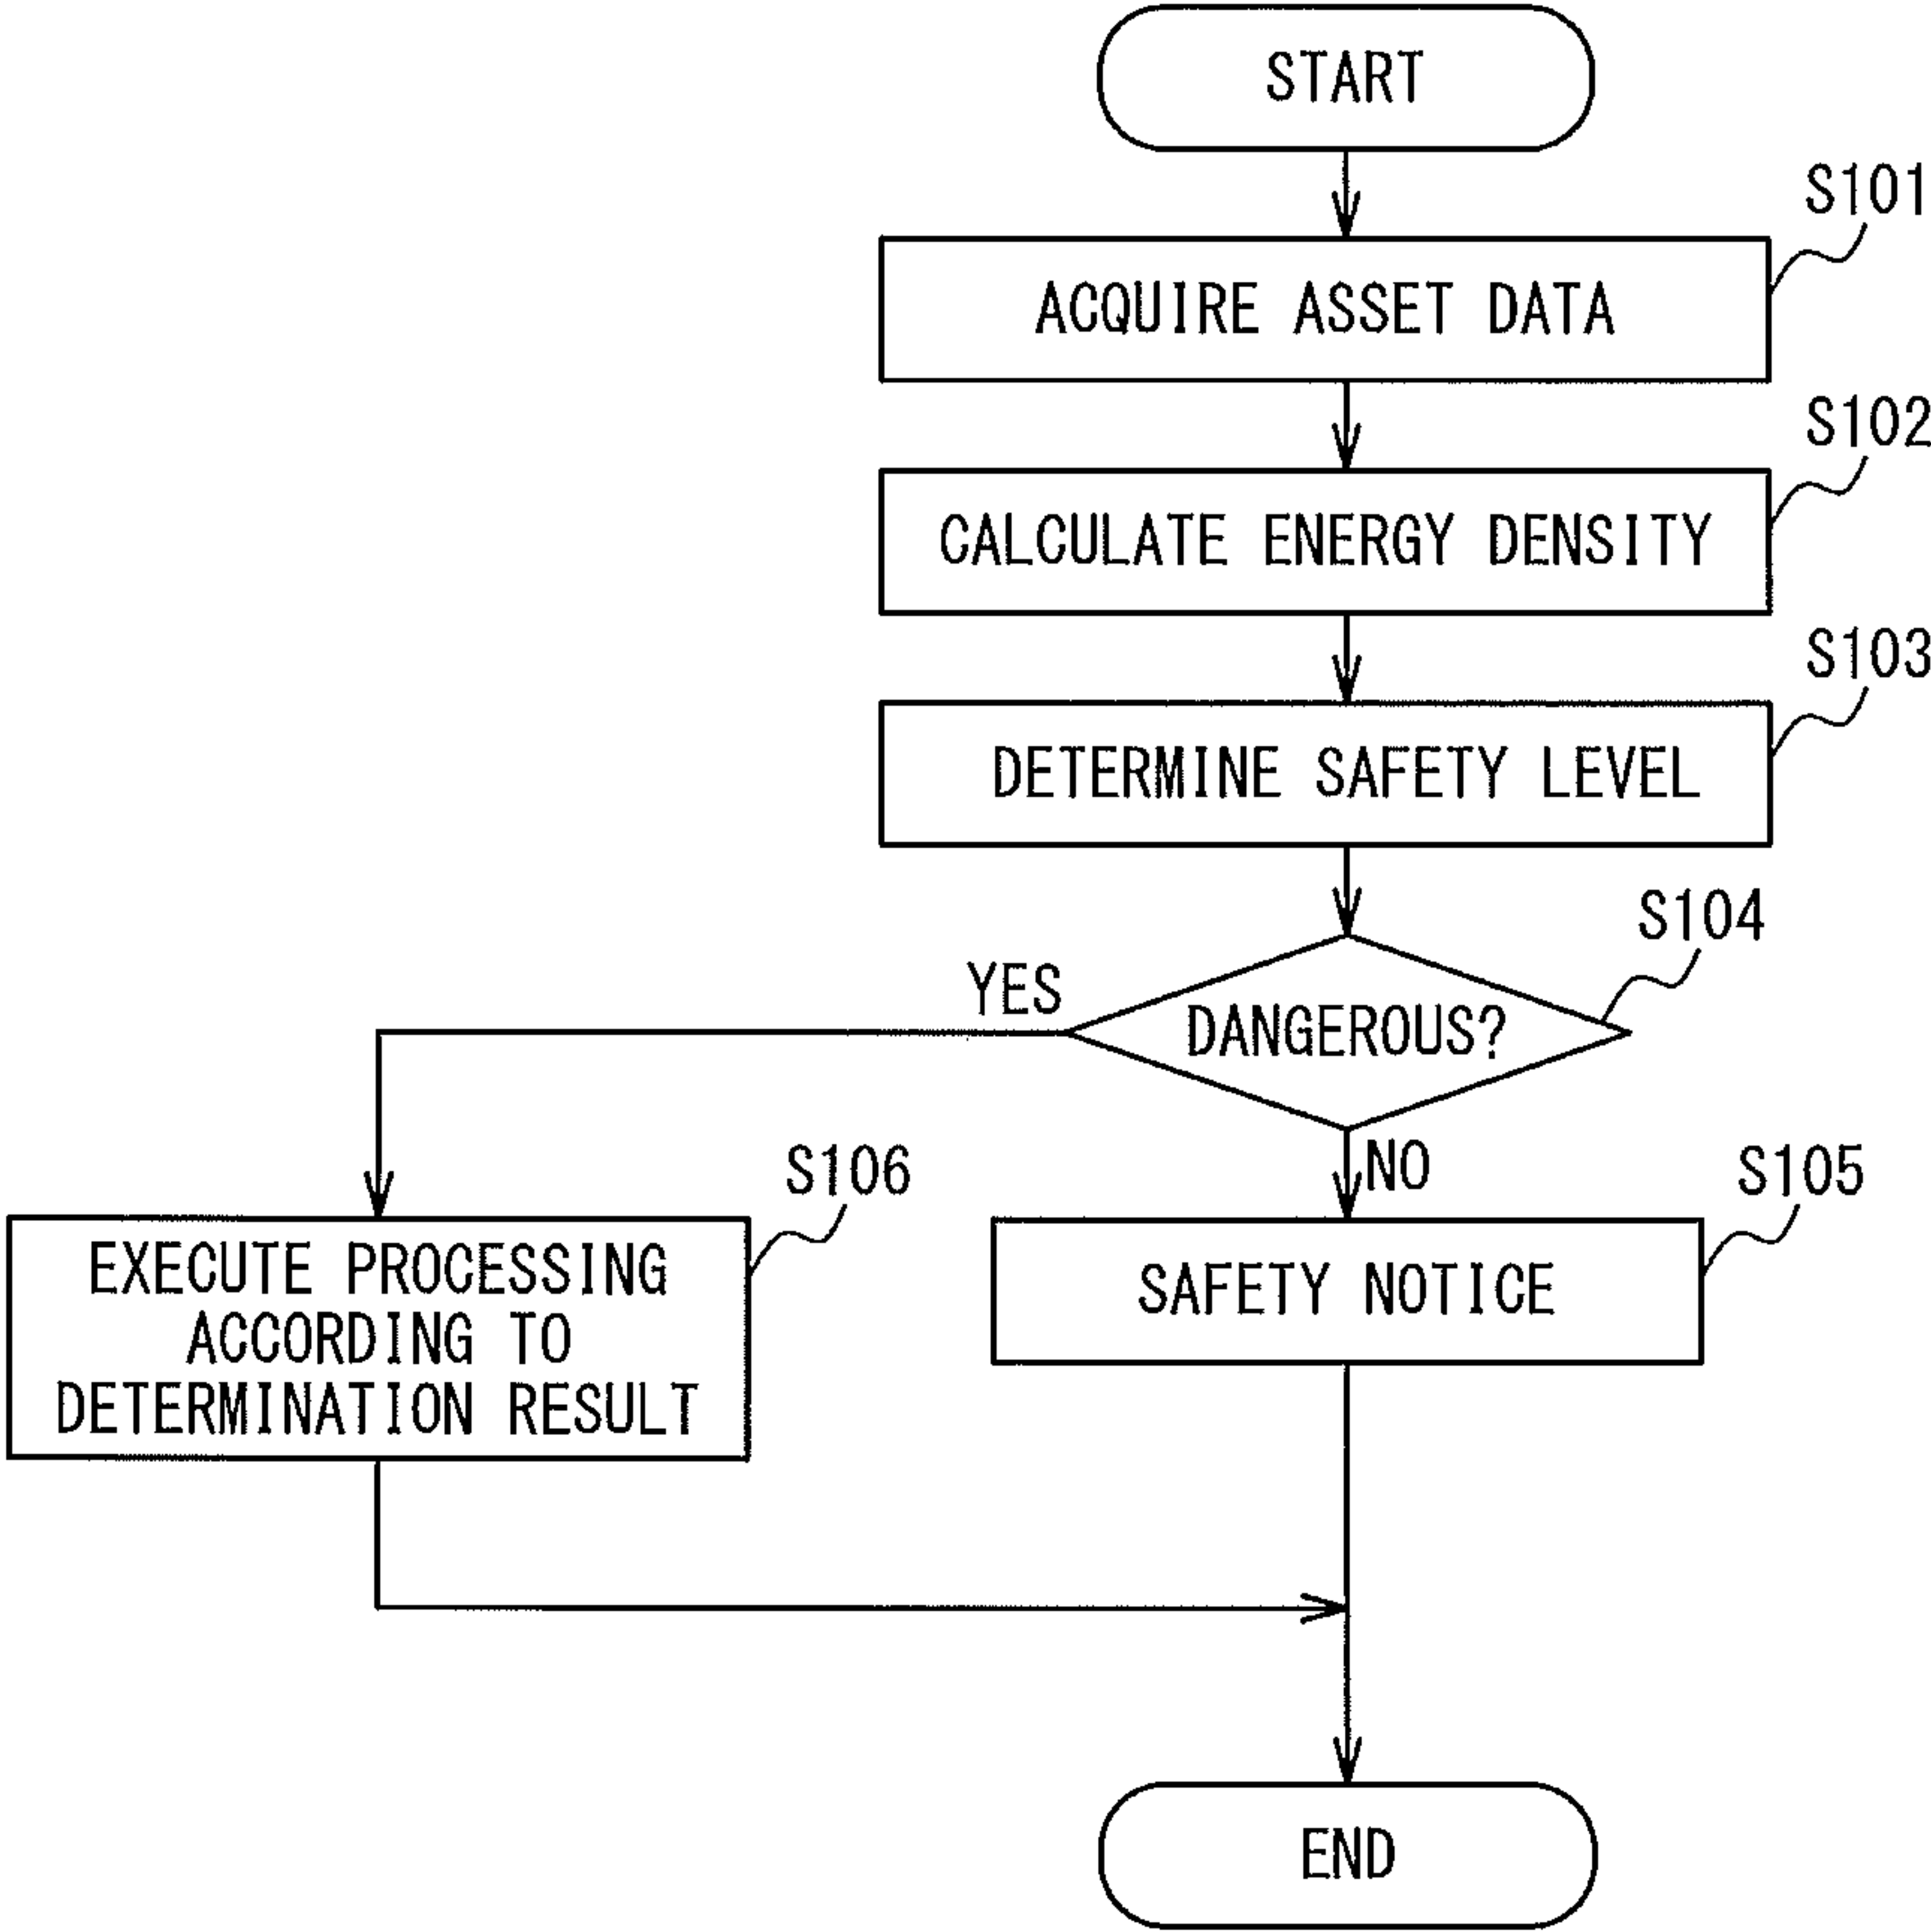 START
S101
ACQUIRE ASSET DATA
S102
CALCULATE ENERGY DENSITY
S103
DETERMINE SAFETY LEVEL
S104
YES
DANGEROUS?
NO
S106
S105
EXECUTE PROCESSING
ACCORDING TO
DETERMINATION RESULT
SAFETY NOTICE
END